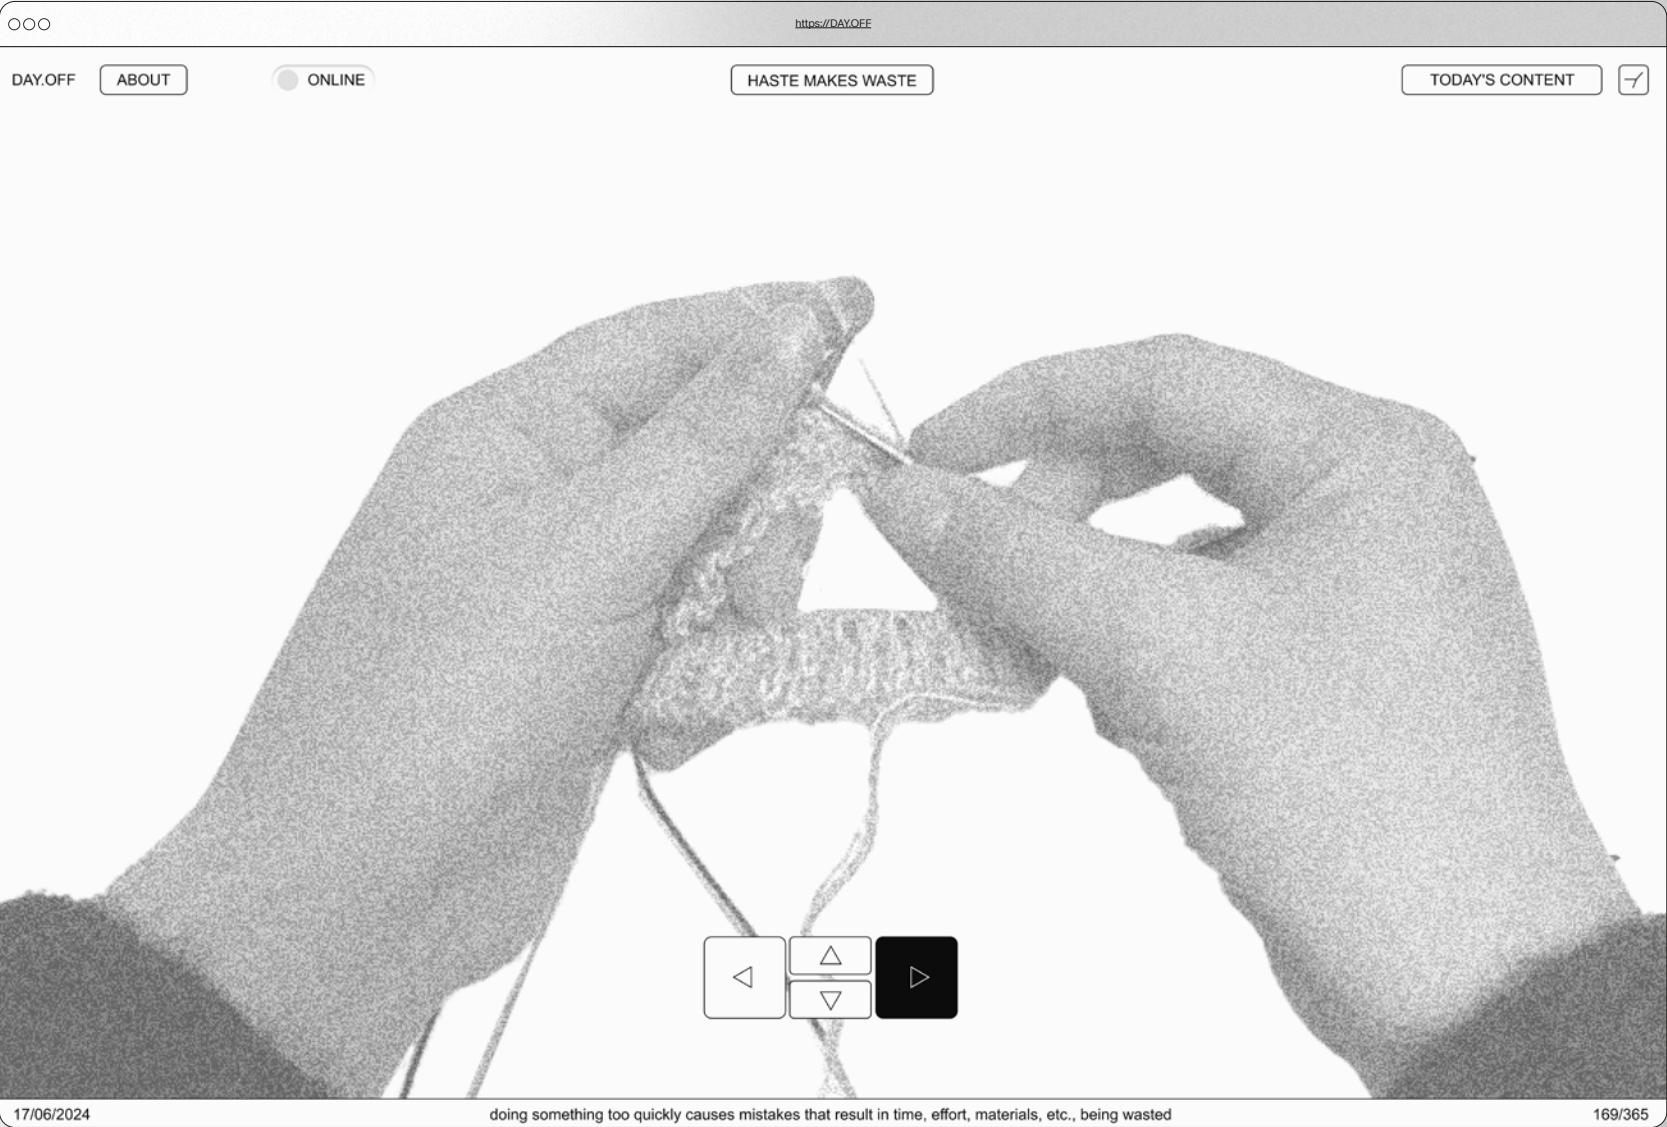 https://DAY.OFF
DAY.OFF
ABOUT
ONLINE
HASTE MAKES WASTE
TODAY'S CONTENT
17/06/2024
doing something too quickly causes mistakes that result in time, effort, materials, etc., being wasted
169/365